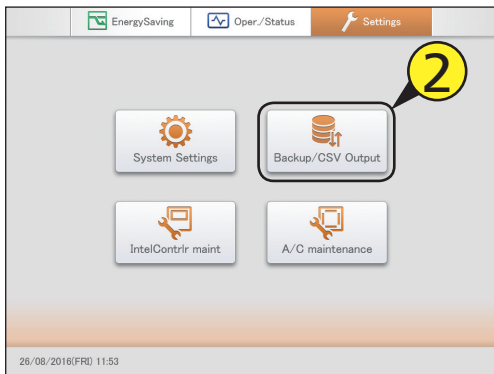 EnergySaving Oper./Status Settings
2
System Settings Backup/CSV Output
IntelContrlr maint A/C maintenance
26/08/2016(FRI) 11:53